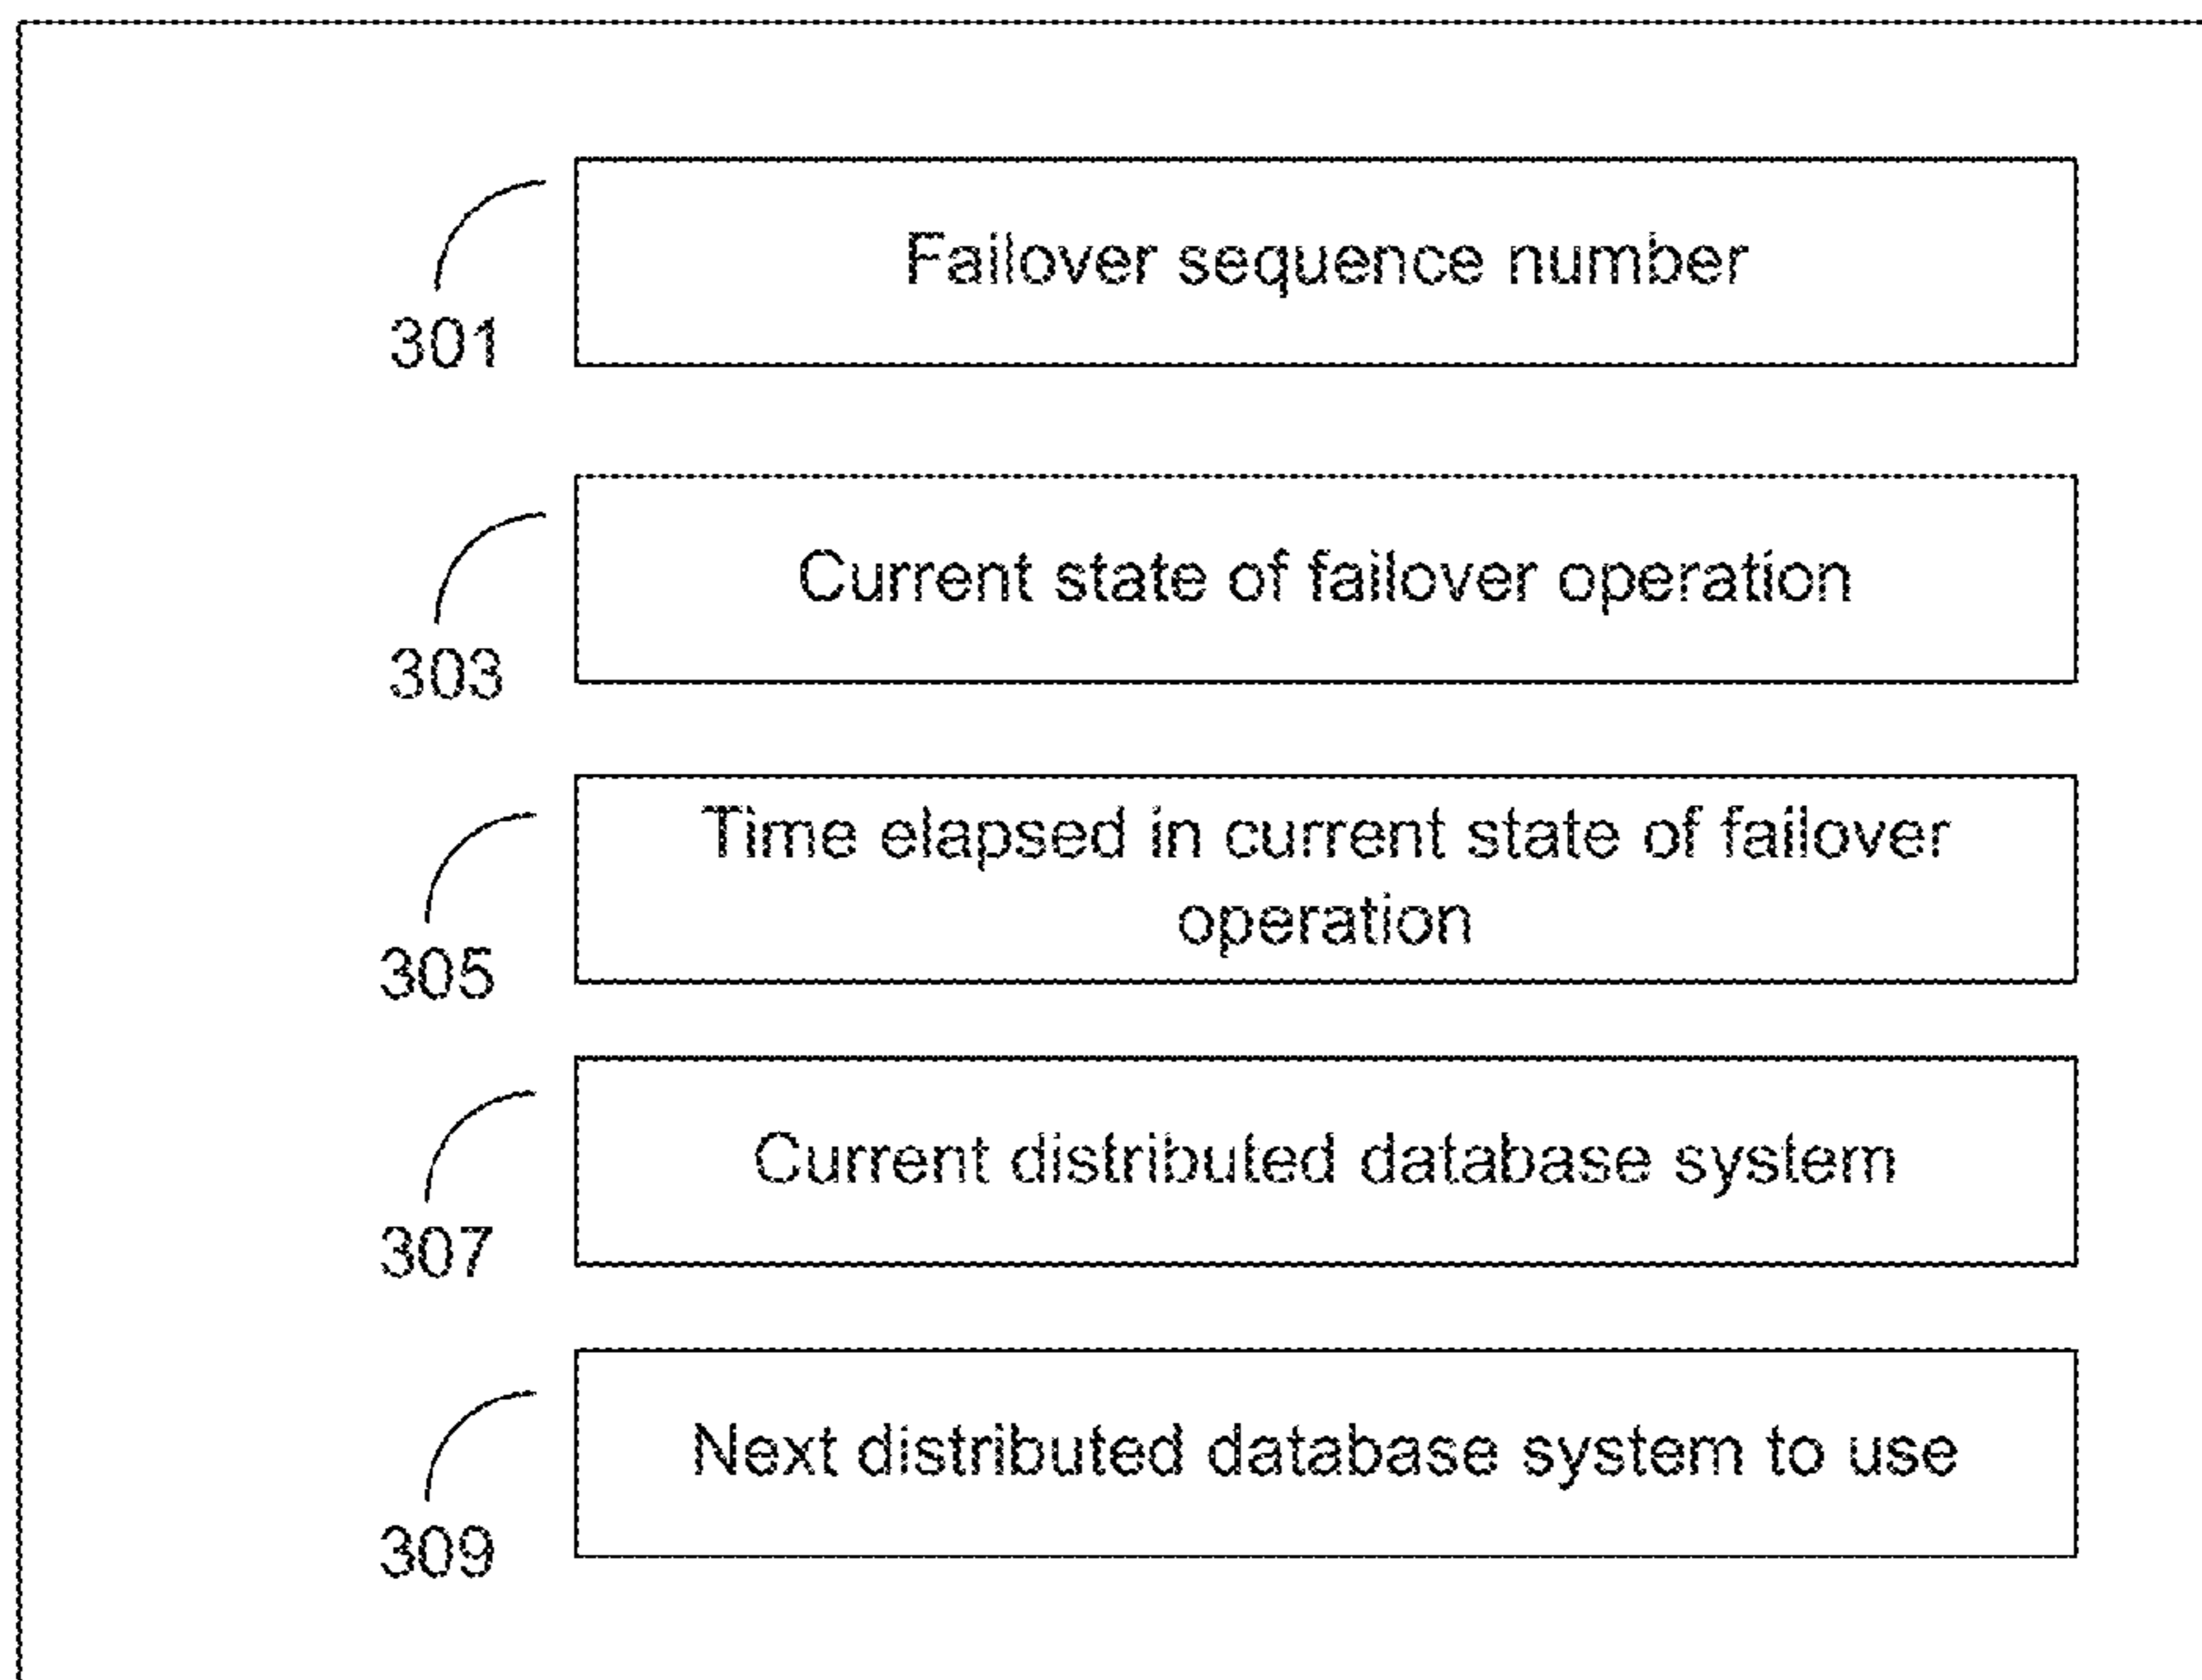 Failover sequence number
301
Current state of failover operation
303
Time elapsed in current state of failover
operation
305
Current distributed database system
307
Next distributed database system to use
309